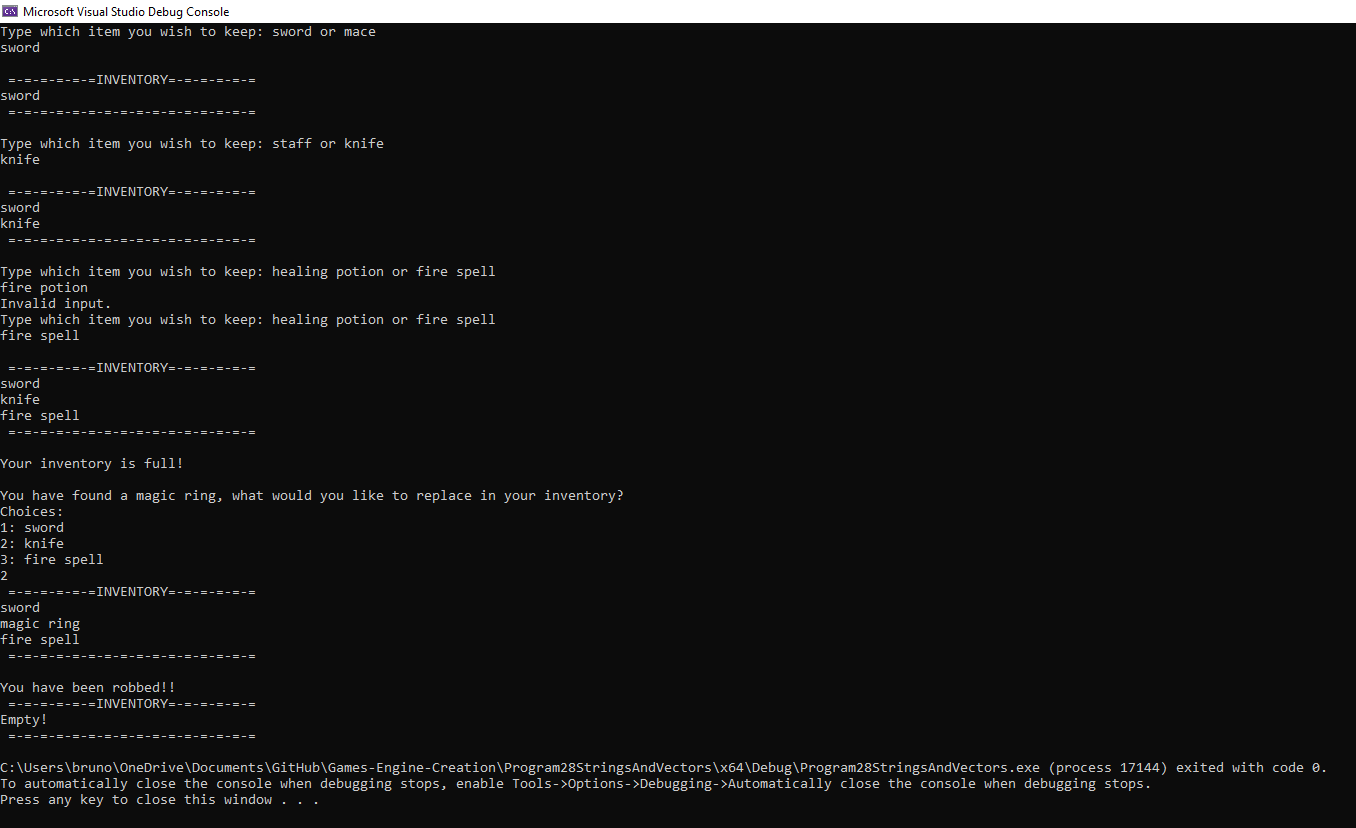 Microsoft Visual Studio Debug Console
Type which item you wish to keep: sword or mace
sword
=-=-=-=-=-=INVENTORY=-=-=-=-=-=
sword
=-=-=-=-=-=-=-=-=-=-=-=-=-=-=-=
Type which item you wish to keep: staff or knife
knife
=-=-=-=-=-=INVENTORY=-=-=-=-=-=
sword
knife
=-=-=-=-=-=-=-=-=-=-=-=-=-=-=-=
Type which item you wish to keep: healing potion or fire spell
fire potion
Invalid input.
Type which item you wish to keep: healing potion or fire spell
fire spell
=-=-=-=-=-=INVENTORY=-=-=-=-=-=
sword
knife
fire spell
=-=-=-=-=-=-=-=-=-=-=-=-=-=-=-=
Your inventory is full!
You have found a magic ring, what would you like to replace in your inventory?
Choices:
1: sword
2: knife
3: fire spell
2
=-=-=-=-=-=INVENTORY=-=-=-=-=-=
sword
magic ring
fire spell
=-=-=-=-=-=-=-=-=-=-=-=-=-=-=-=
You have been robbed!!
=-=-=-=-=-=INVENTORY=-=-=-=-=-=
Empty!
=-=-=-=-=-=-=-=-=-=-=-=-=-=-=-=
C:\Users\bruno\OneDrive\Documents\GitHub\Games-Engine-Creation\Program28StringsAndVectors\x64\Debug\Program28StringsAndVectors.exe (process 17144) exited with code 0.
To automatically close the console when debugging stops, enable Tools->Options->Debugging->Automatically close the console when debugging stops.
Press any key to close this window . . .